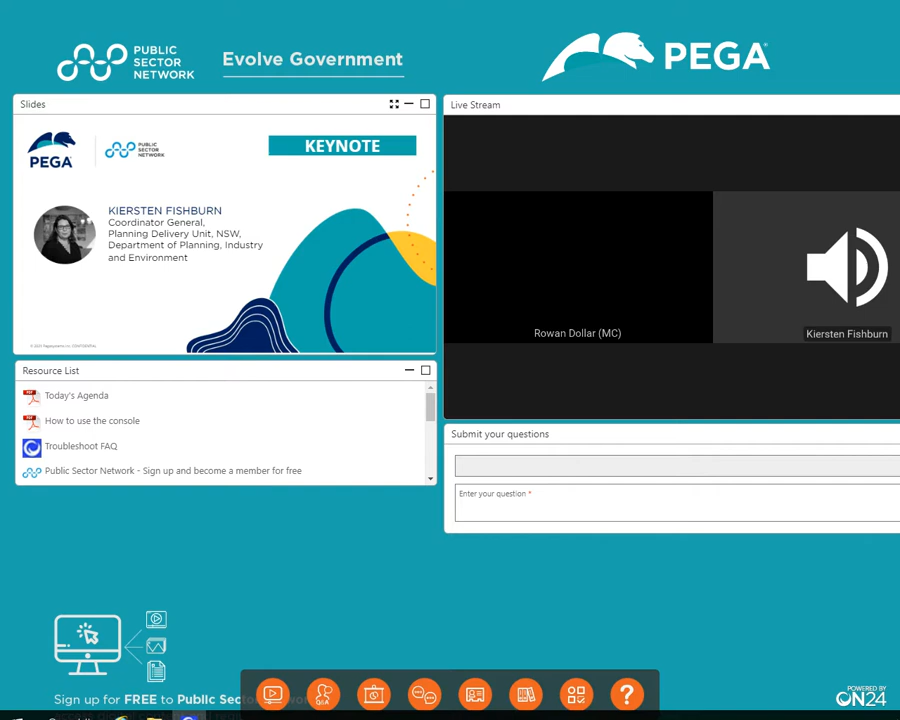 PUBLIC
SECTOR
NETWORK
Evolve Government
PEGA
Slides
PEGA
PUBLIC
SECTOR
NETWORK
KEYNOTE
KIERSTEN FISHBURN
Coordinator General,
Planning Delivery Unit, NSW,
Department of Planning, Industry
and Environment
Live Stream
Rowan Dollar (MC)
Kiersten Fishburn
Resource List
Today's Agenda
How to use the console
Troubleshoot FAQ
Public Sector Network - Sign up and become a member for free
Submit your questions
Enter your question *
Q&A
Sign up for FREE to Public Sec
POWERED BY
ON24